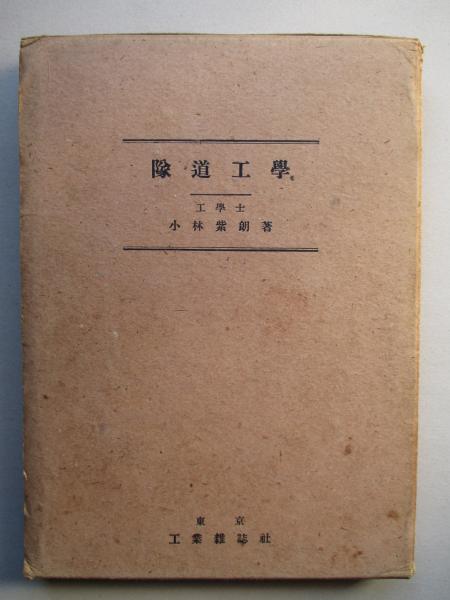 隧道工學
工學士
小林紫朗著
東京
工業雜誌社